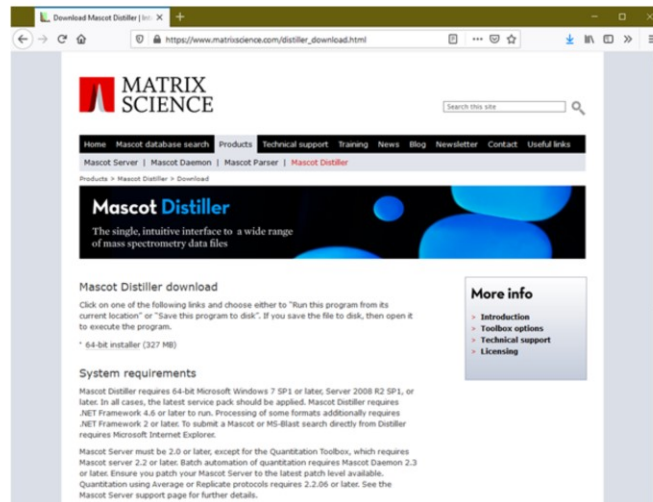 Download Mascot Distiller | Int
https://www.matrixscience.com/distiller_download.html
MATRIX
SCIENCE
Search this site
Home Mascot database search Products Technical support Training News Blog Newsletter Contact Useful links
Mascot Server | Mascot Daemon | Mascot Parser | Mascot Distiller
Products > Mascot Distiller > Download
Mascot Distiller
The single, intuitive interface to a wide range
of mass spectrometry data files
Mascot Distiller download
Click on one of the following links and choose either to "Run this program from its
current location" or "Save this program to disk". If you save the file to disk, then open it
to execute the program.
* 64-bit installer (327 MB)
System requirements
Mascot Distiller requires 64-bit Microsoft Windows 7 SP1 or later, Server 2008 R2 SP1, or
later. In all cases, the latest service pack should be applied. Mascot Distiller requires
.NET Framework 4.6 or later to run. Processing of some formats additionally requires
.NET Framework 2 or later. To submit a Mascot or MS-Blast search directly from Distiller
requires Microsoft Internet Explorer.
Mascot Server must be 2.0 or later, except for the Quantitation Toolbox, which requires
Mascot server 2.2 or later. Batch automation of quantitation requires Mascot Daemon 2.3
or later. Ensure you patch your Mascot Server to the latest patch level available.
Quantitation using Average or Replicate protocols requires 2.2.06 or later. See the
Mascot Server support page for further details.
More info
> Introduction
> Toolbox options
> Technical support
> Licensing